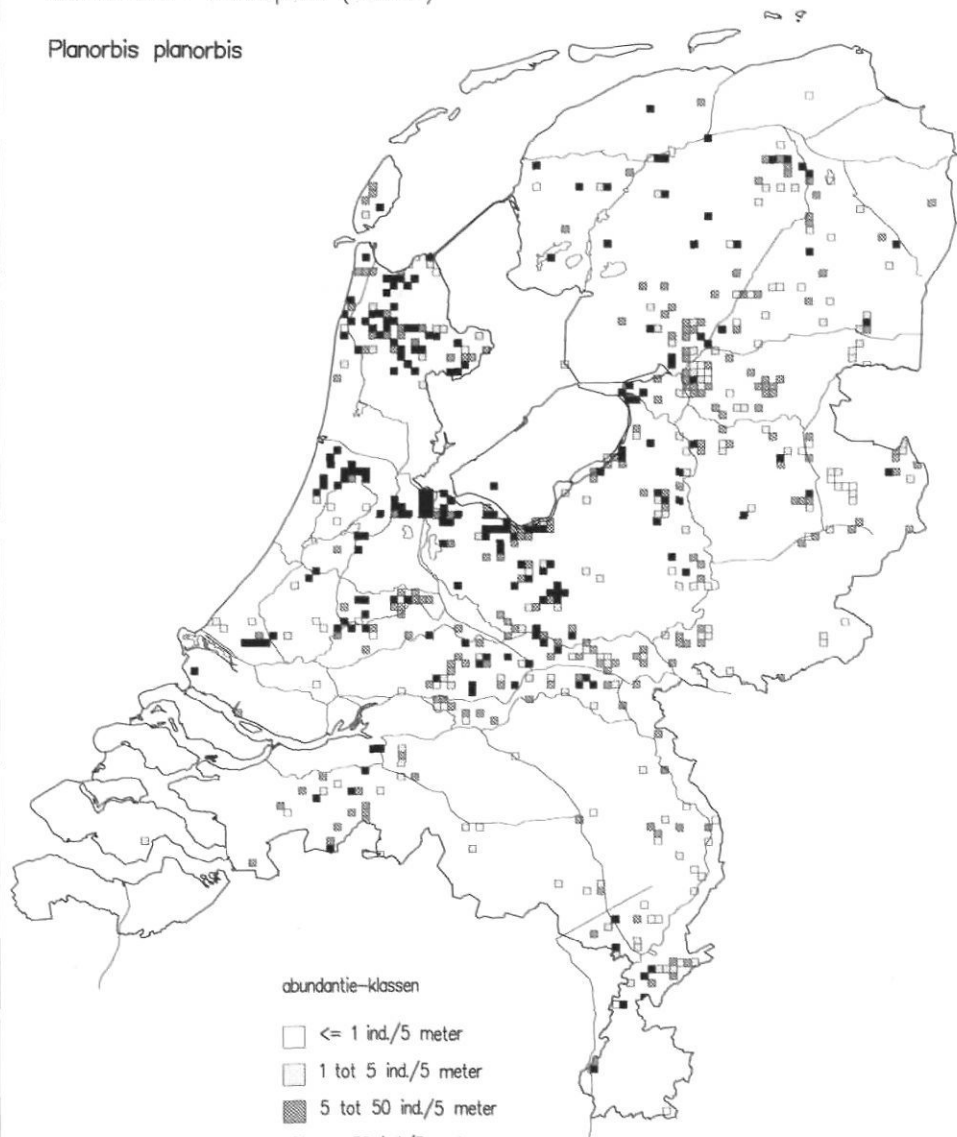 Planorbis planorbis
abundantie-klassen
<= 1 ind./5 meter
1 tot 5 ind./5 meter
5 tot 50 ind./5 meter